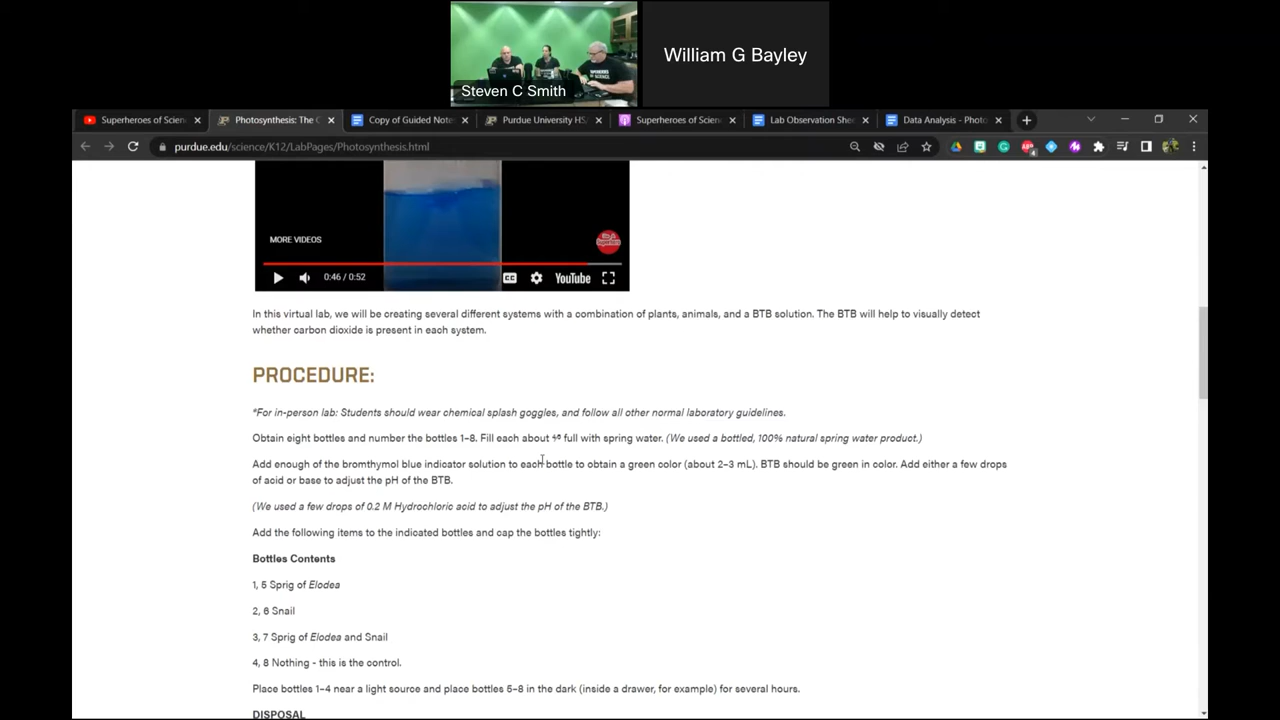 William G Bayley
Steven C Smith
Superheroes of Scien
Photosynthesis: The C
Copy of Guided Note
Purdue University HS
Superheroes of Scien
Lab Observation Shee
Data Analysis - Photo
purdue.edu/science/K12/LabPages/Photosynthesis.html
MORE VIDEOS
0:46 / 0:52
CC
YouTube
In this virtual lab, we will be creating several different systems with a combination of plants, animals, and a BTB solution. The BTB will help to visually detect
whether carbon dioxide is present in each system.
PROCEDURE:
*For in-person lab: Students should wear chemical splash goggles, and follow all other normal laboratory guidelines.
Obtain eight bottles and number the bottles 1-8. Fill each about full with spring water. (We used a bottled, 100% natural spring water product.)
Add enough of the bromthymol blue indicator solution to each bottle to obtain a green color (about 2-3 mL). BTB should be green in color. Add either a few drops
of acid or base to adjust the pH of the BTB.
(We used a few drops of 0.2 M Hydrochloric acid to adjust the pH of the BTB.)
Add the following items to the indicated bottles and cap the bottles tightly:
Bottles Contents
1, 5 Sprig of Elodea
2, 6 Snail
3, 7 Sprig of Elodea and Snail
4, 8 Nothing - this is the control.
Place bottles 1-4 near a light source and place bottles 5-8 in the dark (inside a drawer, for example) for several hours.
DISPOSAL